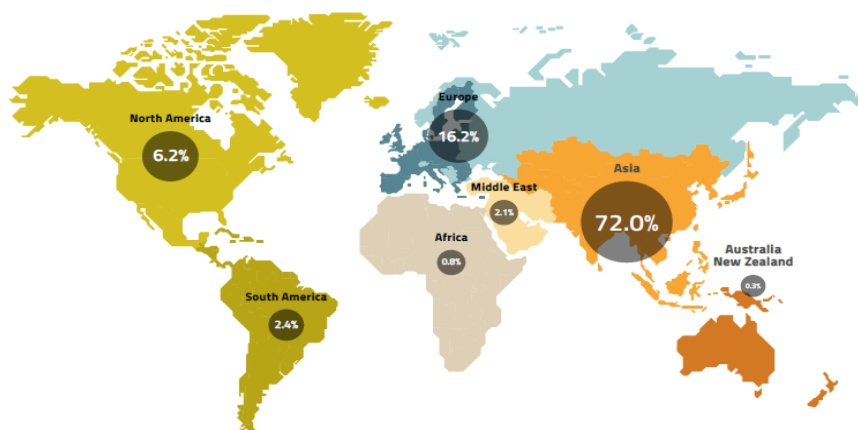 North America
6.2%
Europe
16.2%
Asia
72.0%
Middle East
2.1%
Africa
0.8%
Australia
New Zealand
0.3%
South America
2.4%